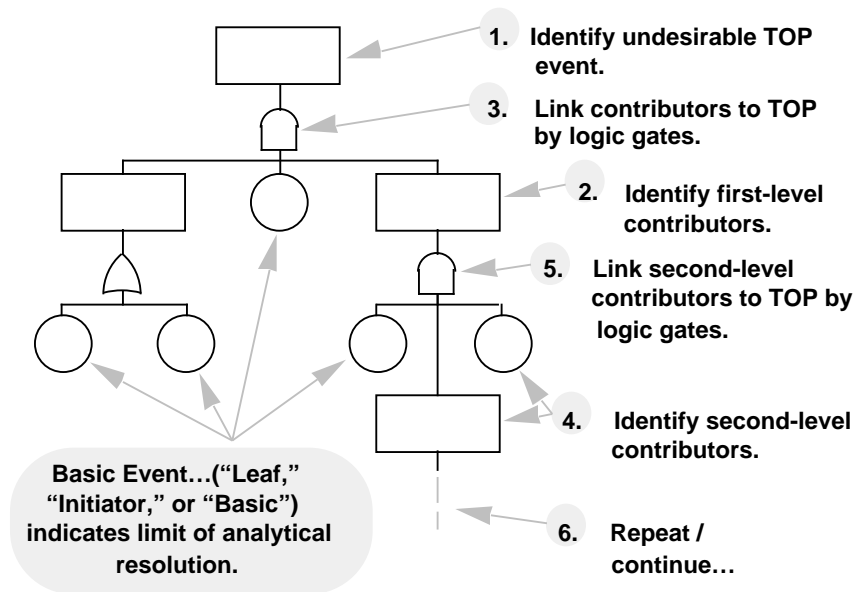 1. Identify undesirable TOP
event.
3. Link contributors to TOP
by logic gates.
2. Identify first-level
contributors.
5. Link second-level
contributors to TOP by
logic gates.
4. Identify second-level
contributors.
Basic Event…(“Leaf,”
“Initiator,” or “Basic”)
indicates limit of analytical
resolution.
6. Repeat /
continue…